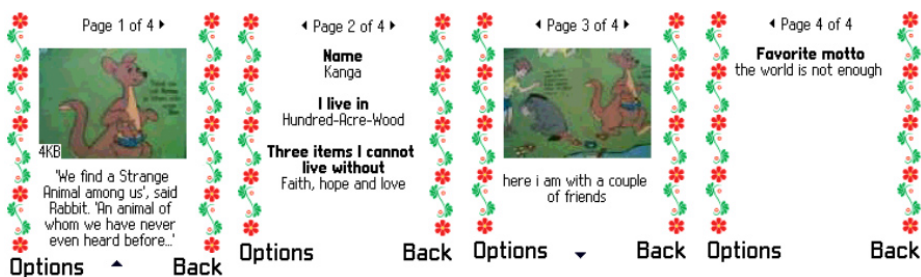 Page 1 of 4
4KB
'We find a Strange
Animal among us', said
Rabbit. 'An animal of
whom we have never
even heard before...'
Options
Back
Page 2 of 4
Name
Kanga
I live in
Hundred-Acre-Wood
Three items I cannot
live without
Faith, hope and love
Options
Back
Page 3 of 4
here i am with a couple
of friends
Options
Back
Page 4 of 4
Favorite motto
the world is not enough
Options
Back